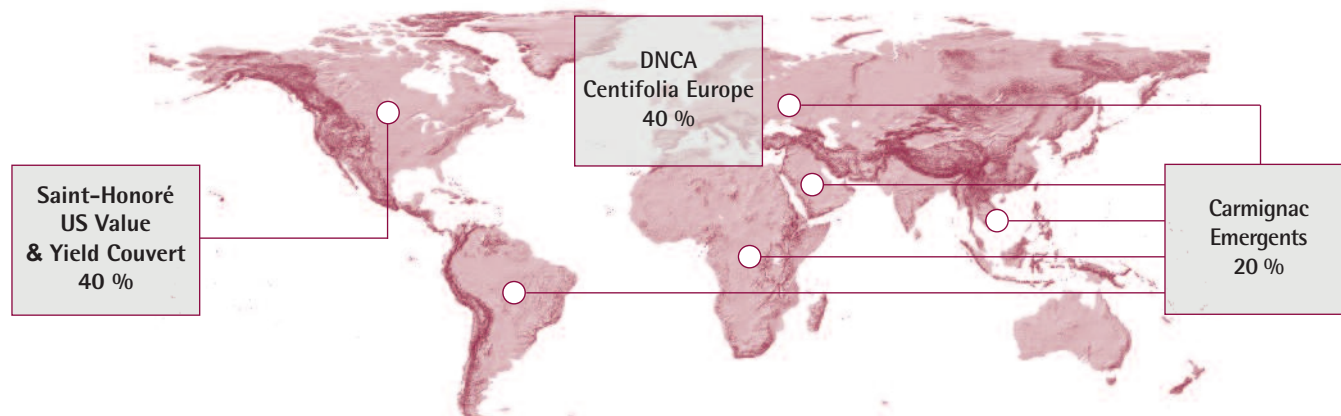 DNCA
Centifolia Europe
40 %
Saint-Honoré
US Value
& Yield Couvert
40 %
Carmignac
Emergents
20 %